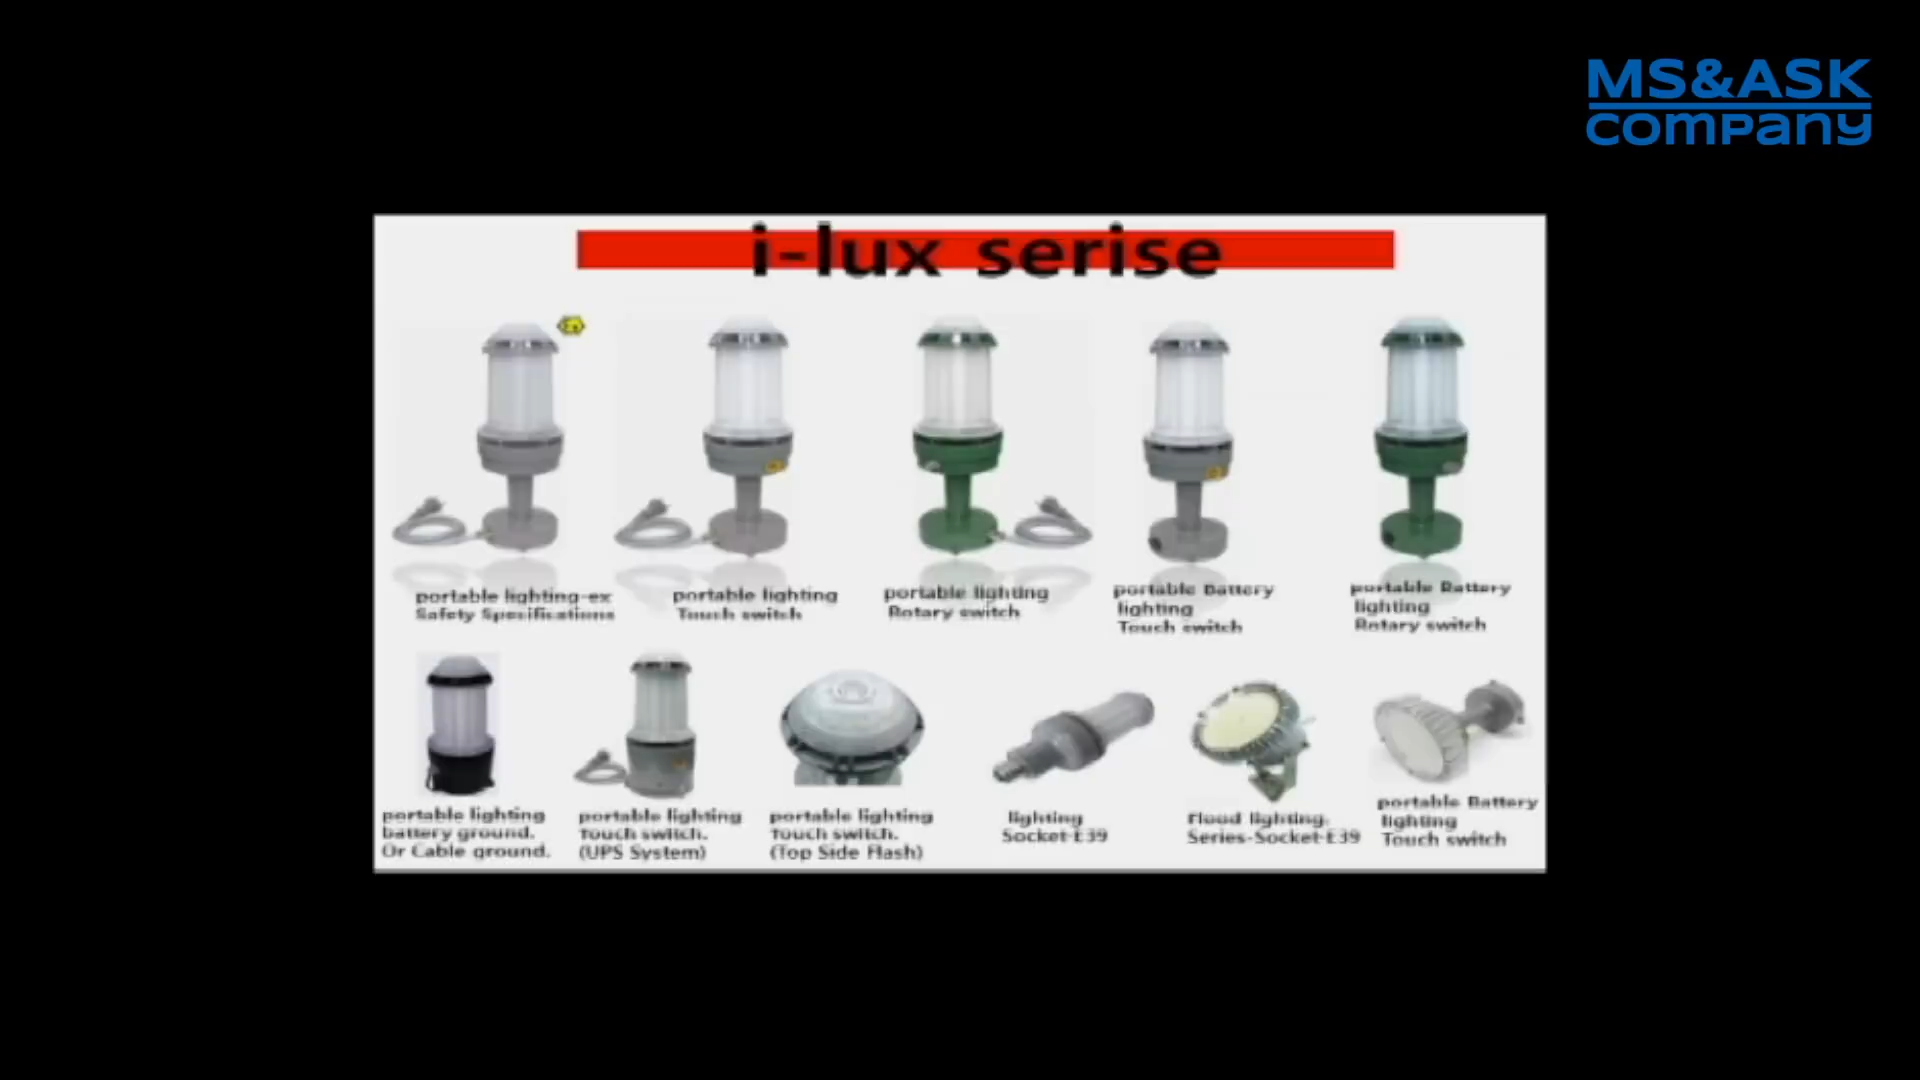 MS&ASK
company
i-lux serise
portable lighting-ex
Safety Specifications
portable lighting
Touch switch
portable lighting
Rotary switch
portable Battery
lighting
Touch switch
portable Battery
lighting
Rotary switch
portable lighting
battery ground.
Or Cable ground.
portable lighting
Touch switch.
(UPS System)
portable lighting
Touch switch.
(Top Side Flash)
lighting
Socket-E39
Flood lighting.
Series-Socket-E39
portable Battery
lighting
Touch switch